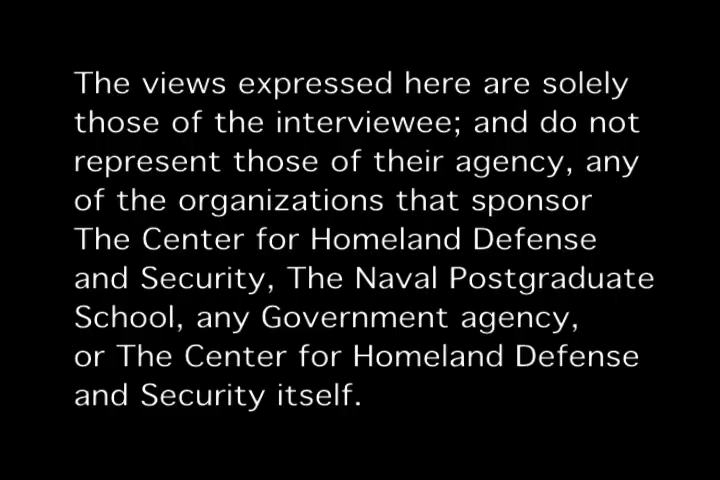 The views expressed here are solely
those of the interviewee; and do not
represent those of their agency, any
of the organizations that sponsor
The Center for Homeland Defense
and Security, The Naval Postgraduate
School, any Government agency,
or The Center for Homeland Defense
and Security itself.